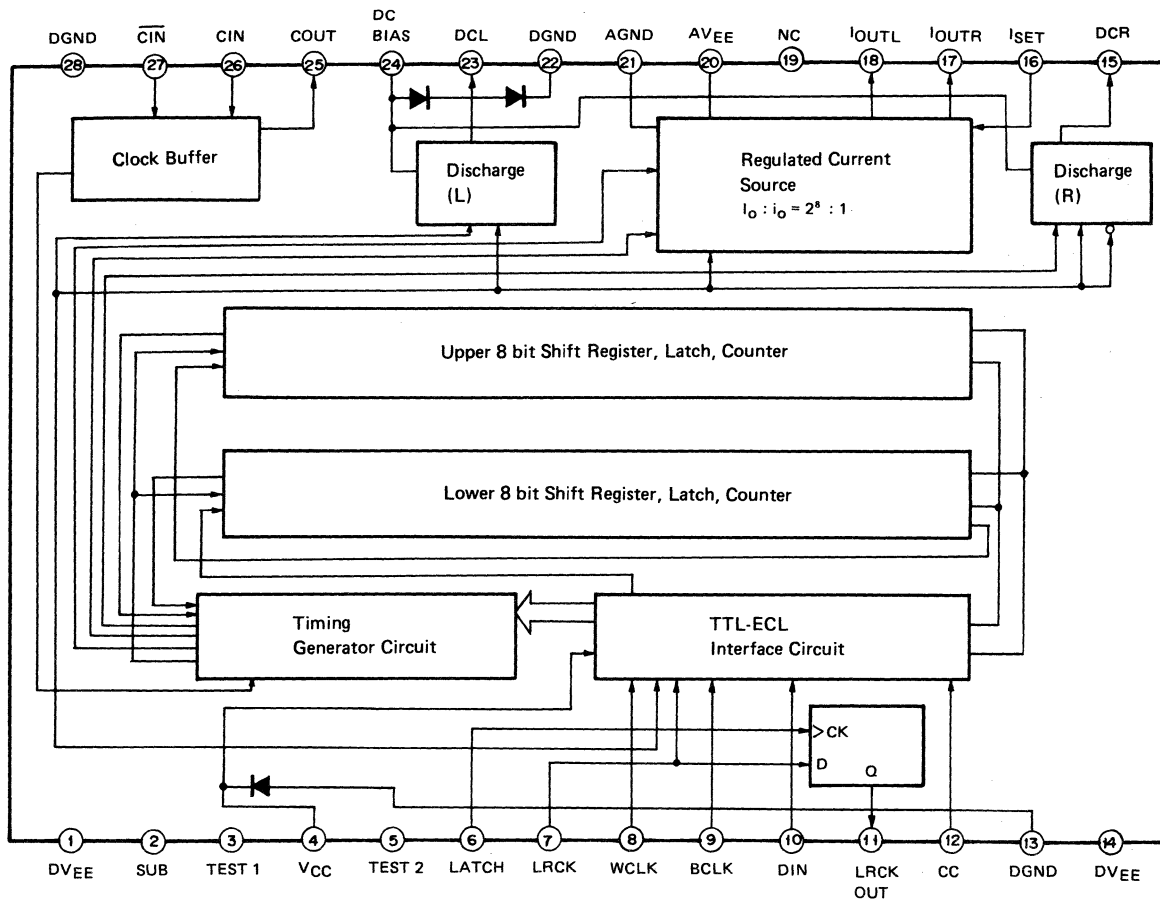 DGND CIN CIN COUT DC BIAS DCL DGND AGND AVEE NC IOUTL IOUTR ISET DCR
28 27 26 25 24 23 22 21 20 19 18 17 16 15
Clock Buffer
Discharge
(L)
Regulated Current
Source
Io : io = 2⁸ : 1
Discharge
(R)
Upper 8 bit Shift Register, Latch, Counter
Lower 8 bit Shift Register, Latch, Counter
Timing
Generator Circuit
TTL-ECL
Interface Circuit
>CK
D
Q
1 2 3 4 5 6 7 8 9 10 11 12 13 14
DVEE SUB TEST 1 VCC TEST 2 LATCH LRCK WCLK BCLK DIN LRCK OUT CC DGND DVEE